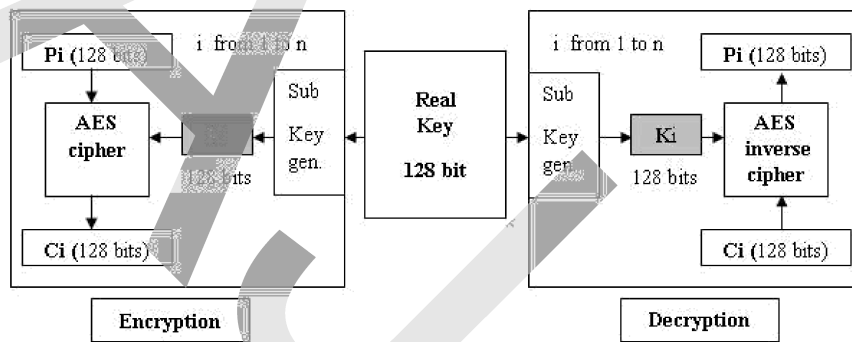 Pi (128 bits)
i from 1 to n
AES
cipher
128 bits
Sub
Key
gen.
Ci (128 bits)
Encryption
Real
Key
128 bit
Sub
Key
gen.
i from 1 to n
Ki
128 bits
Pi (128 bits)
AES
inverse
cipher
Ci (128 bits)
Decryption